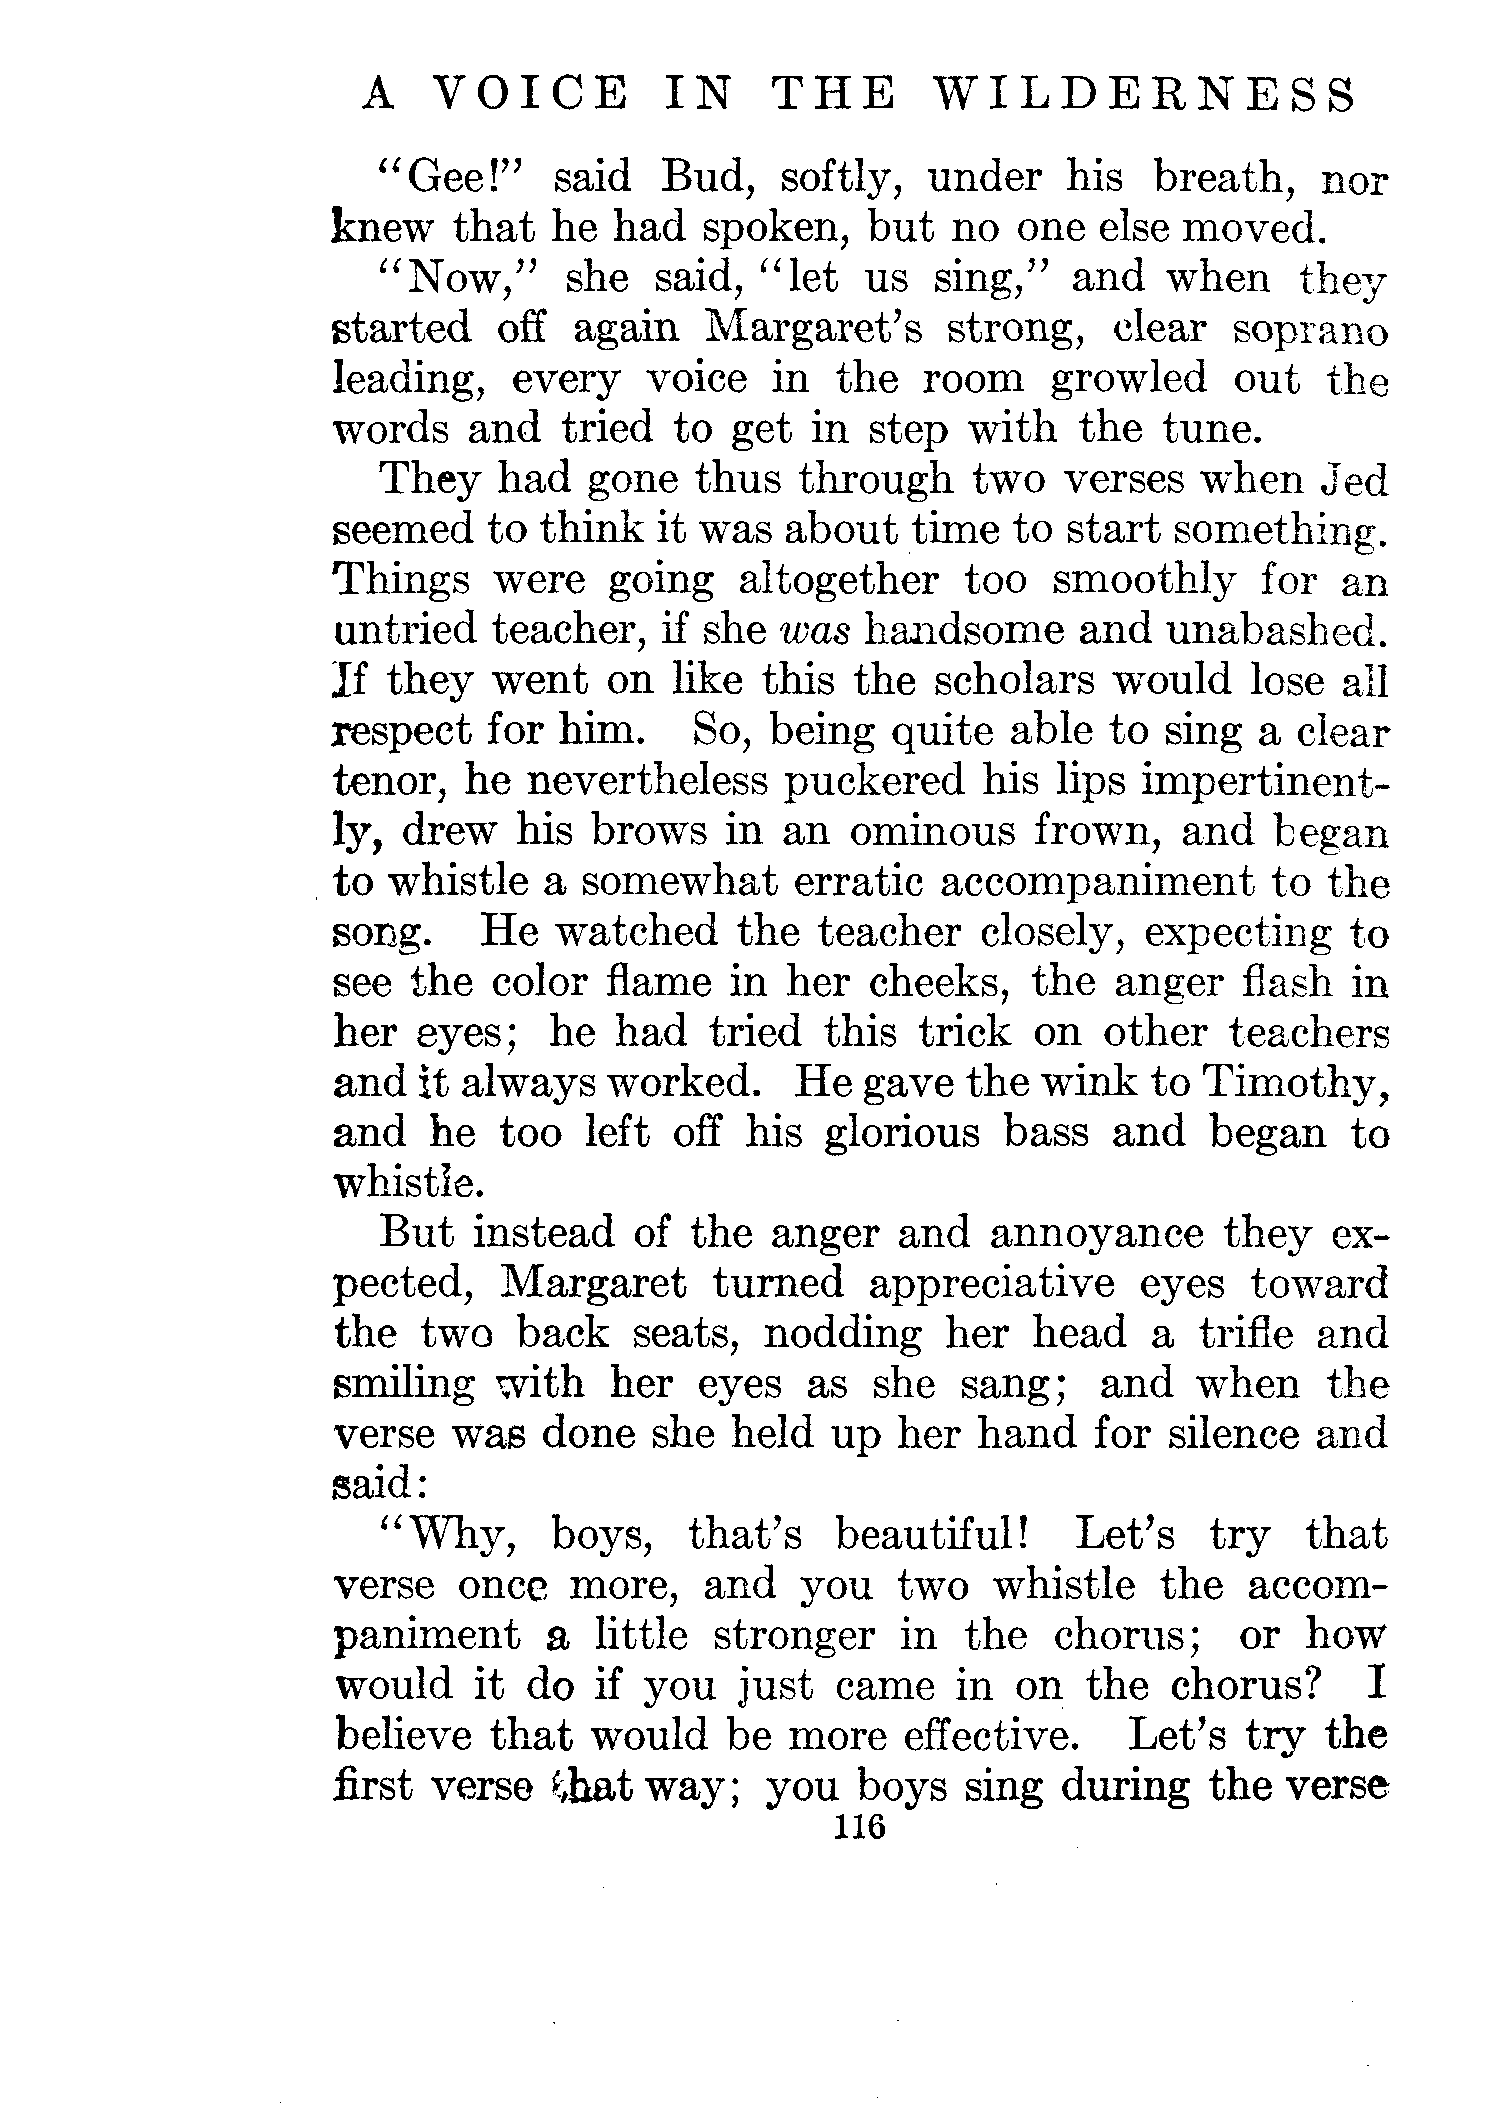 A VOICE IN THE WILDERNESS
"Gee!" said Bud, softly, under his breath, nor
knew that he had spoken, but no one else moved.
"Now," she said, "let us sing," and when they
started off again Margaret's strong, clear soprano
leading, every voice in the room growled out the
words and tried to get in step with the tune.
They had gone thus through two verses when Jed
seemed to think it was about time to start something.
Things were going altogether too smoothly for an
untried teacher, if she was handsome and unabashed.
If they went on like this the scholars would lose all
respect for him. So, being quite able to sing a clear
tenor, he nevertheless puckered his lips impertinent-
ly, drew his brows in an ominous frown, and began
to whistle a somewhat erratic accompaniment to the
song. He watched the teacher closely, expecting to
see the color flame in her cheeks, the anger flash in
her eyes; he had tried this trick on other teachers
and it always worked. He gave the wink to Timothy,
and he too left off his glorious bass and began to
whistle.
But instead of the anger and annoyance they ex-
pected, Margaret turned appreciative eyes toward
the two back seats, nodding her head a trifle and
smiling with her eyes as she sang; and when the
verse was done she held up her hand for silence and
said:
"Why, boys, that's beautiful! Let's try that
verse once more, and you two whistle the accom-
paniment a little stronger in the chorus; or how
would it do if you just came in on the chorus? I
believe that would be more effective. Let's try the
first verse that way; you boys sing during the verse
116